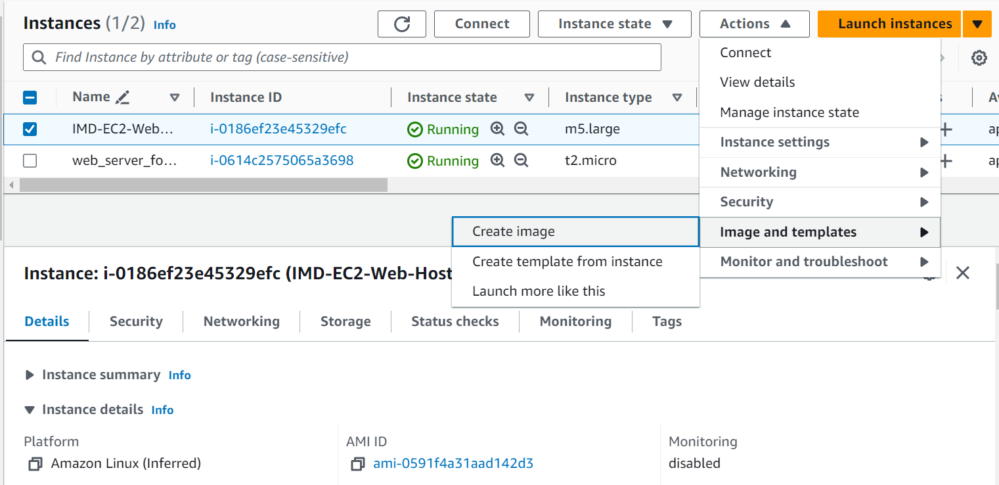 Instances (1/2) Info
Connect
Instance state
Actions
Launch instances
Find Instance by attribute or tag (case-sensitive)
Connect
View details
Manage instance state
Instance settings
Networking
Security
Image and templates
Monitor and troubleshoot
Create image
Create template from instance
Launch more like this
Name Instance ID Instance state Instance type
IMD-EC2-Web... i-0186ef23e45329efc Running m5.large
web_server_fo... i-0614c2575065a3698 Running t2.micro
Instance: i-0186ef23e45329efc (IMD-EC2-Web-Host
Details Security Networking Storage Status checks Monitoring Tags
Instance summary Info
Instance details Info
Platform AMI ID Monitoring
Amazon Linux (Inferred) ami-0591f4a31aad142d3 disabled